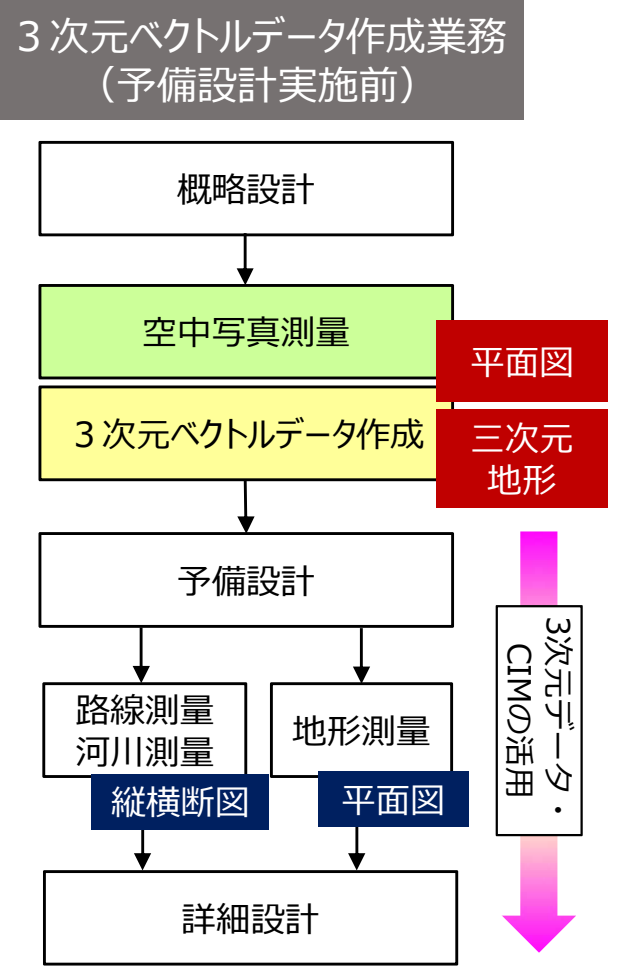 ３次元ベクトルデータ作成業務
（予備設計実施前）
概略設計
空中写真測量
平面図
３次元ベクトルデータ作成
三次元
地形
予備設計
路線測量
河川測量
縦横断図
地形測量
平面図
3次元データ・
CIMの活用
詳細設計